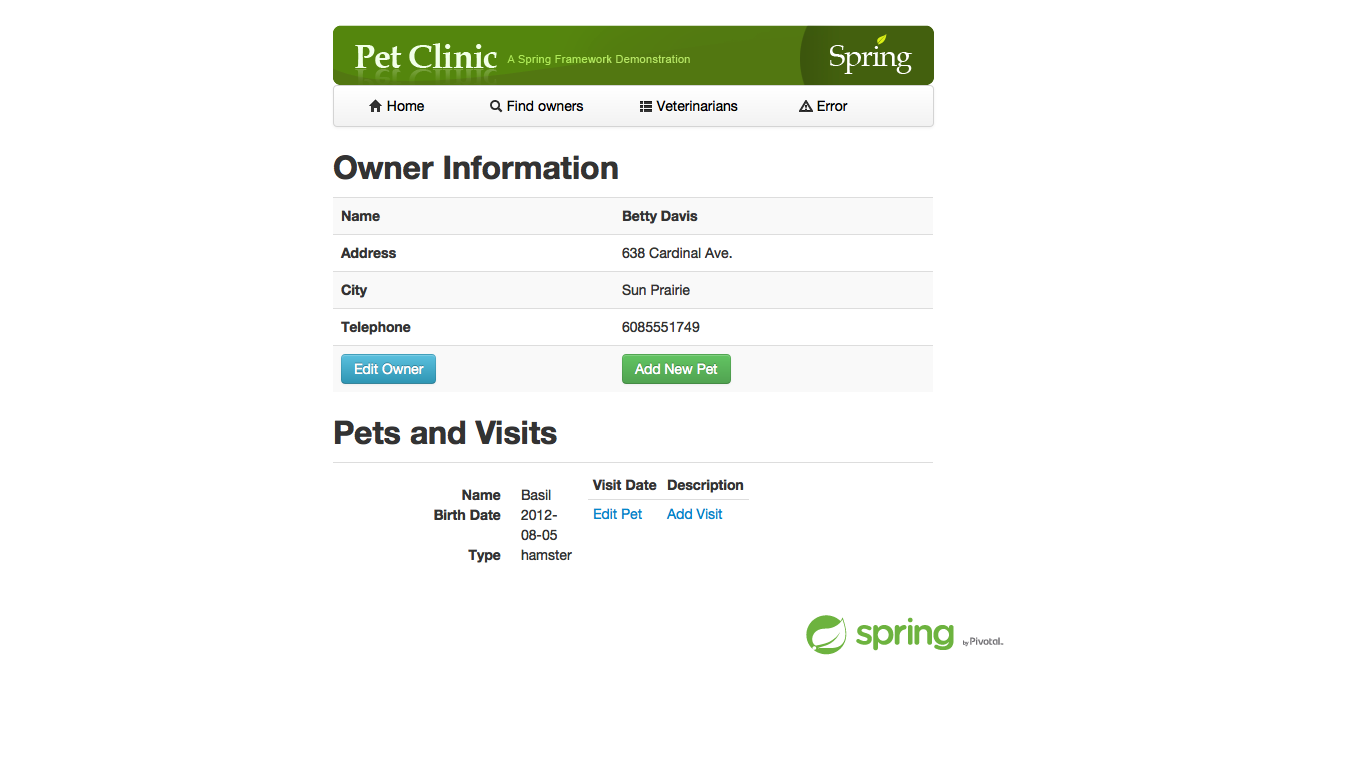 Pet Clinic A Spring Framework Demonstration Spring
Home Find owners Veterinarians Error
Owner Information
Name Betty Davis
Address 638 Cardinal Ave.
City Sun Prairie
Telephone 6085551749
Edit Owner Add New Pet
Pets and Visits
Visit Date Description
Name Basil
Birth Date 2012-
08-05
Type hamster
Edit Pet Add Visit
spring by Pivotal.